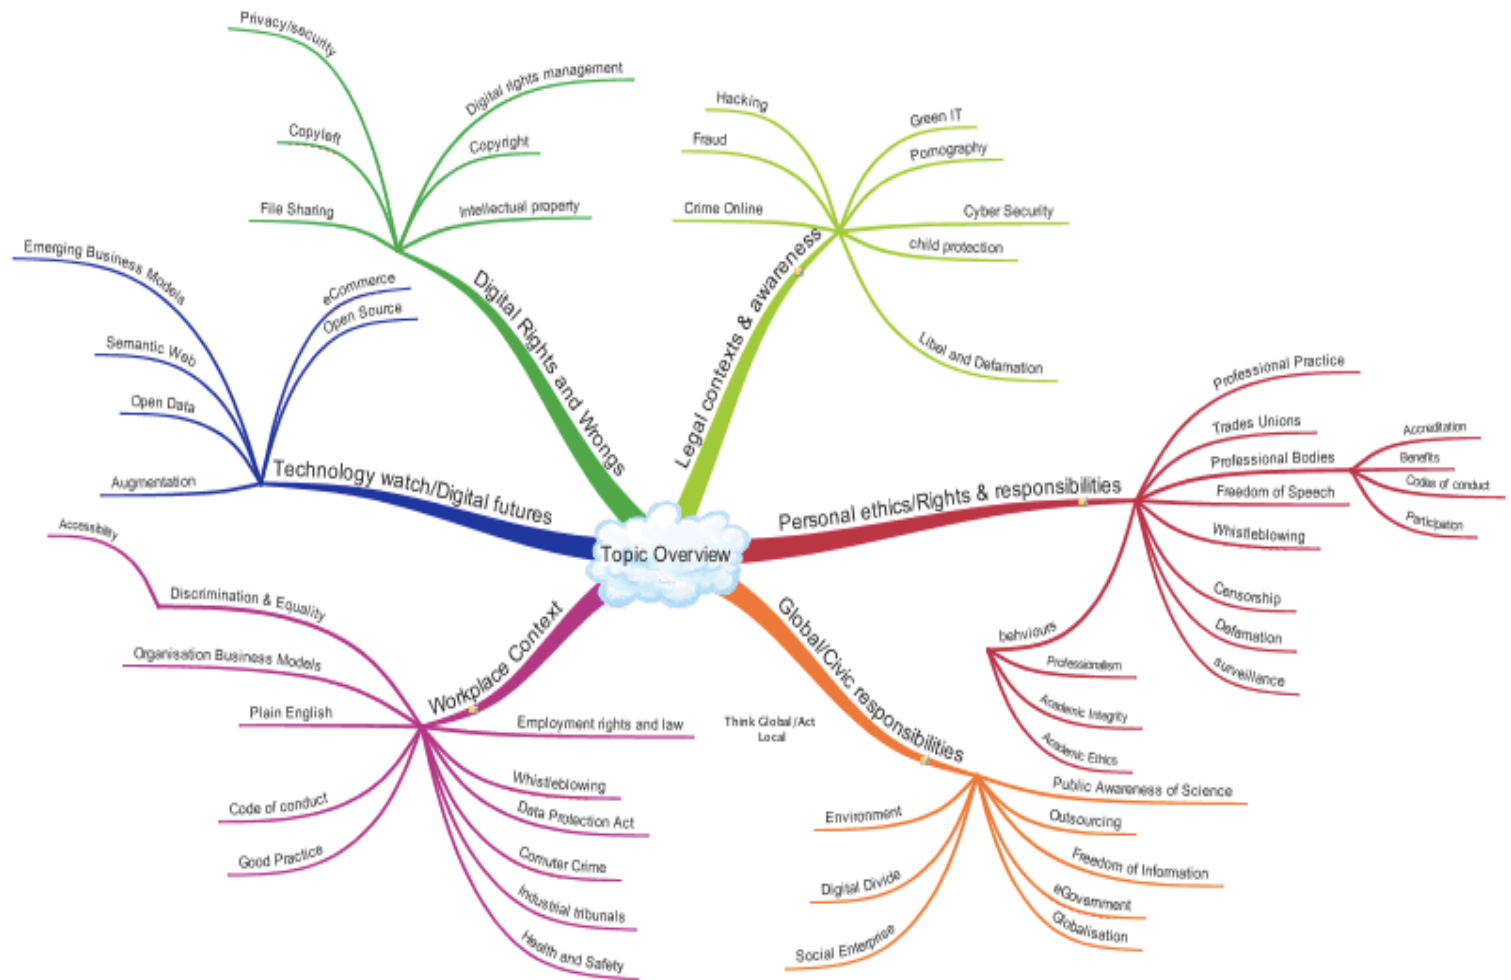 Topic Overview
Digital Rights and Wrongs
Privacy/security
Copyleft
File Sharing
Digital rights management
Copyright
Intellectual property
Legal contexts & awareness
Hacking
Fraud
Crime Online
Green IT
Pornography
Cyber Security
child protection
Libel and Defamation
Personal ethics/Rights & responsibilities
Professional Practice
Trades Unions
Professional Bodies
Accreditation
Benefits
Codes of conduct
Participation
Freedom of Speech
Whistleblowing
Censorship
Defamation
surveillance
behviours
Professionalism
Academic Integrity
Academic Ethics
Global/Civic responsibilities
Public Awareness of Science
Outsourcing
Freedom of Information
eGovernment
Globalisation
Environment
Digital Divide
Social Enterprise
Think Global/Act
Local
Workplace Context
Discrimination & Equality
Accessibility
Organisation Business Models
Plain English
Code of conduct
Good Practice
Employment rights and law
Whistleblowing
Data Protection Act
Comuter Crime
Industrial tribunals
Health and Safety
Technology watch/Digital futures
Emerging Business Models
Semantic Web
Open Data
Augmentation
eCommerce
Open Source